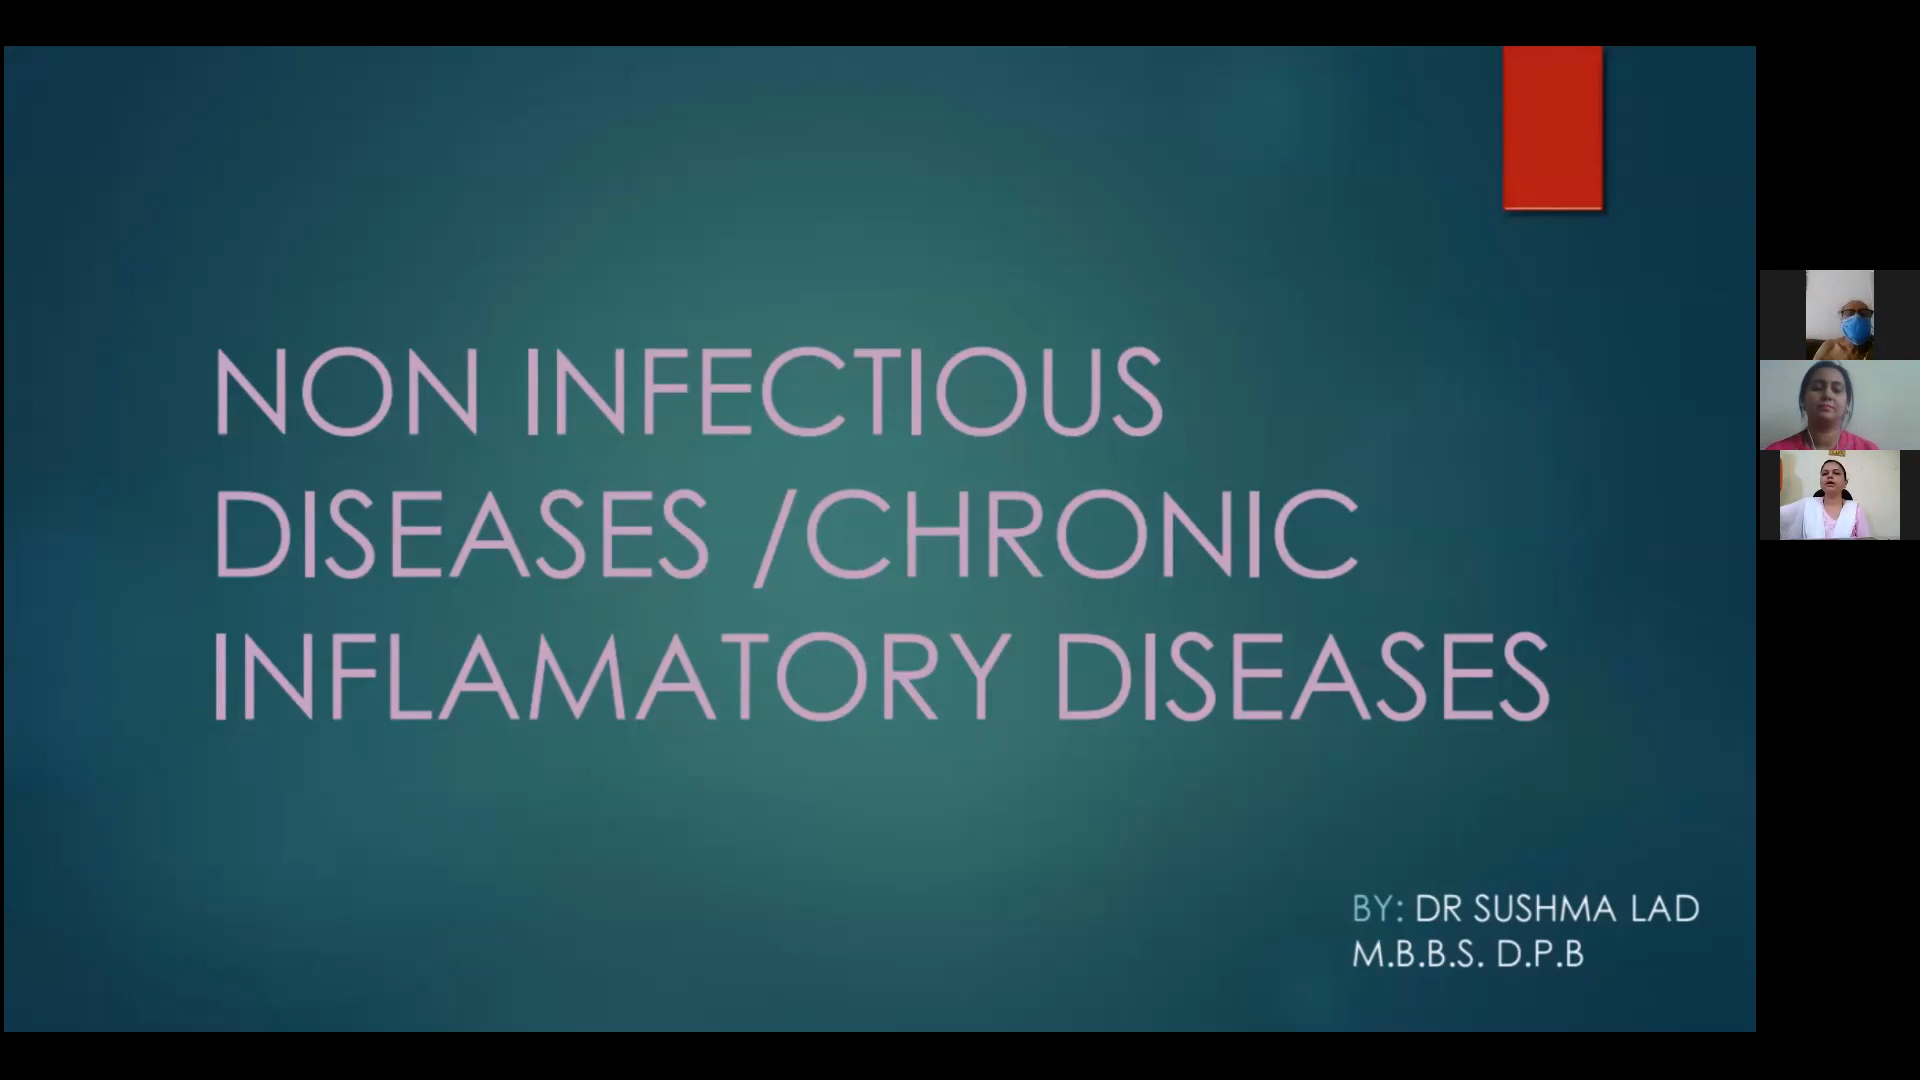 NON INFECTIOUS
DISEASES /CHRONIC
INFLAMATORY DISEASES
BY: DR SUSHMA LAD
M.B.B.S. D.P.B